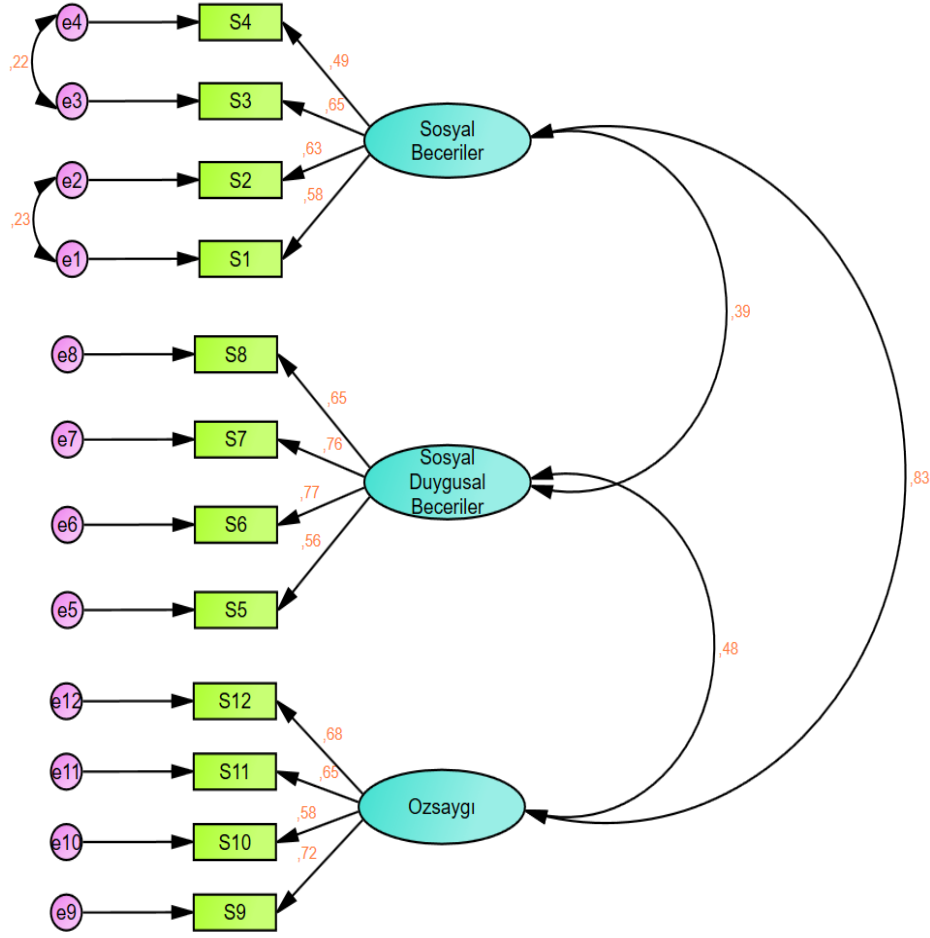 e4
S4
,22
,49
e3
S3
,65
Sosyal
Beceriler
,63
e2
S2
,58
,23
e1
S1
,39
e8
S8
,65
e7
S7
,76
Sosyal
Duygusal
Beceriler
,83
,77
e6
S6
,56
e5
S5
,48
e12
S12
,68
e11
S11
,65
Ozsaygı
,58
e10
S10
,72
e9
S9